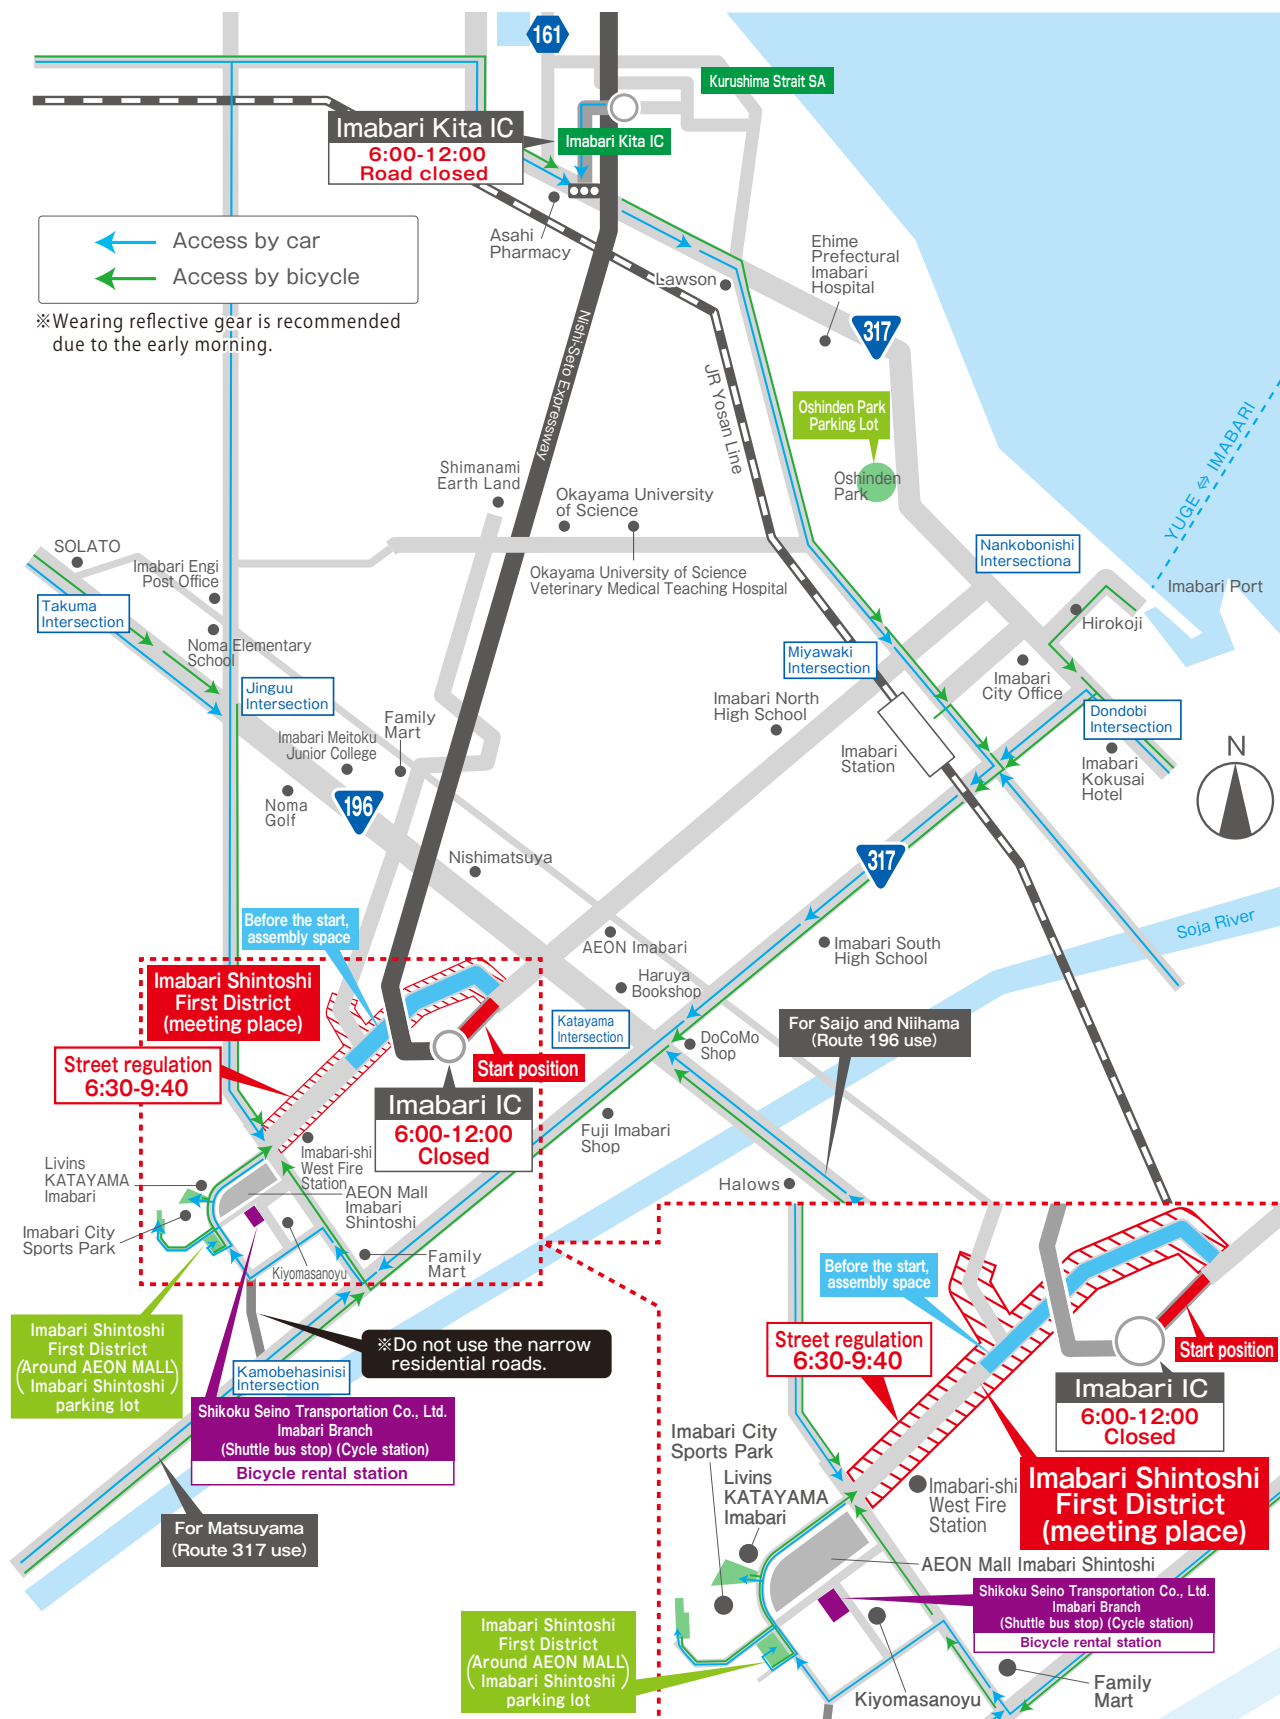 161
Kurushima Strait SA
Imabari Kita IC
6:00-12:00
Road closed
Imabari Kita IC
Asahi
Pharmacy
Access by car
Access by bicycle
※Wearing reflective gear is recommended
due to the early morning.
Ehime
Prefectural
Imabari
Hospital
Lawson
317
Nishi-Seto Expressway
JR Yosan Line
Oshinden Park
Parking Lot
Oshinden
Park
YUGE ⇔ IMABARI
Shimanami
Earth Land
Okayama University
of Science
Okayama University of Science
Veterinary Medical Teaching Hospital
SOLATO
Imabari Engi
Post Office
Takuma
Intersection
Noma Elementary
School
Nankobonishi
Intersectiona
Imabari Port
Hirokoji
Miyawaki
Intersection
Imabari
City Office
Jinguu
Intersection
Family
Mart
Imabari Meitoku
Junior College
Imabari North
High School
Dondobi
Intersection
Imabari
Station
Imabari
Kokusai
Hotel
N
Noma
Golf
196
Nishimatsuya
317
Soja River
Before the start,
assembly space
AEON Imabari
Imabari South
High School
Imabari Shintoshi
First District
(meeting place)
Haruya
Bookshop
Katayama
Intersection
For Saijo and Niihama
(Route 196 use)
DoCoMo
Shop
Street regulation
6:30-9:40
Start position
Imabari IC
6:00-12:00
Closed
Fuji Imabari
Shop
Imabari-shi
West Fire
Station
Livins
KATAYAMA
Imabari
AEON Mall
Imabari
Shintoshi
Halows
Imabari City
Sports Park
Kiyomasanoyu
Family
Mart
Imabari Shintoshi
First District
(Around AEON MALL
Imabari Shintoshi)
parking lot
※Do not use the narrow
residential roads.
Kamobehasinisi
Intersection
Shikoku Seino Transportation Co., Ltd.
Imabari Branch
(Shuttle bus stop) (Cycle station)
Bicycle rental station
For Matsuyama
(Route 317 use)
Before the start,
assembly space
Street regulation
6:30-9:40
Start position
Imabari IC
6:00-12:00
Closed
Imabari City
Sports Park
Livins
KATAYAMA
Imabari
Imabari-shi
West Fire
Station
Imabari Shintoshi
First District
(meeting place)
AEON Mall Imabari Shintoshi
Shikoku Seino Transportation Co., Ltd.
Imabari Branch
(Shuttle bus stop) (Cycle station)
Bicycle rental station
Imabari Shintoshi
First District
(Around AEON MALL
Imabari Shintoshi)
parking lot
Kiyomasanoyu
Family
Mart